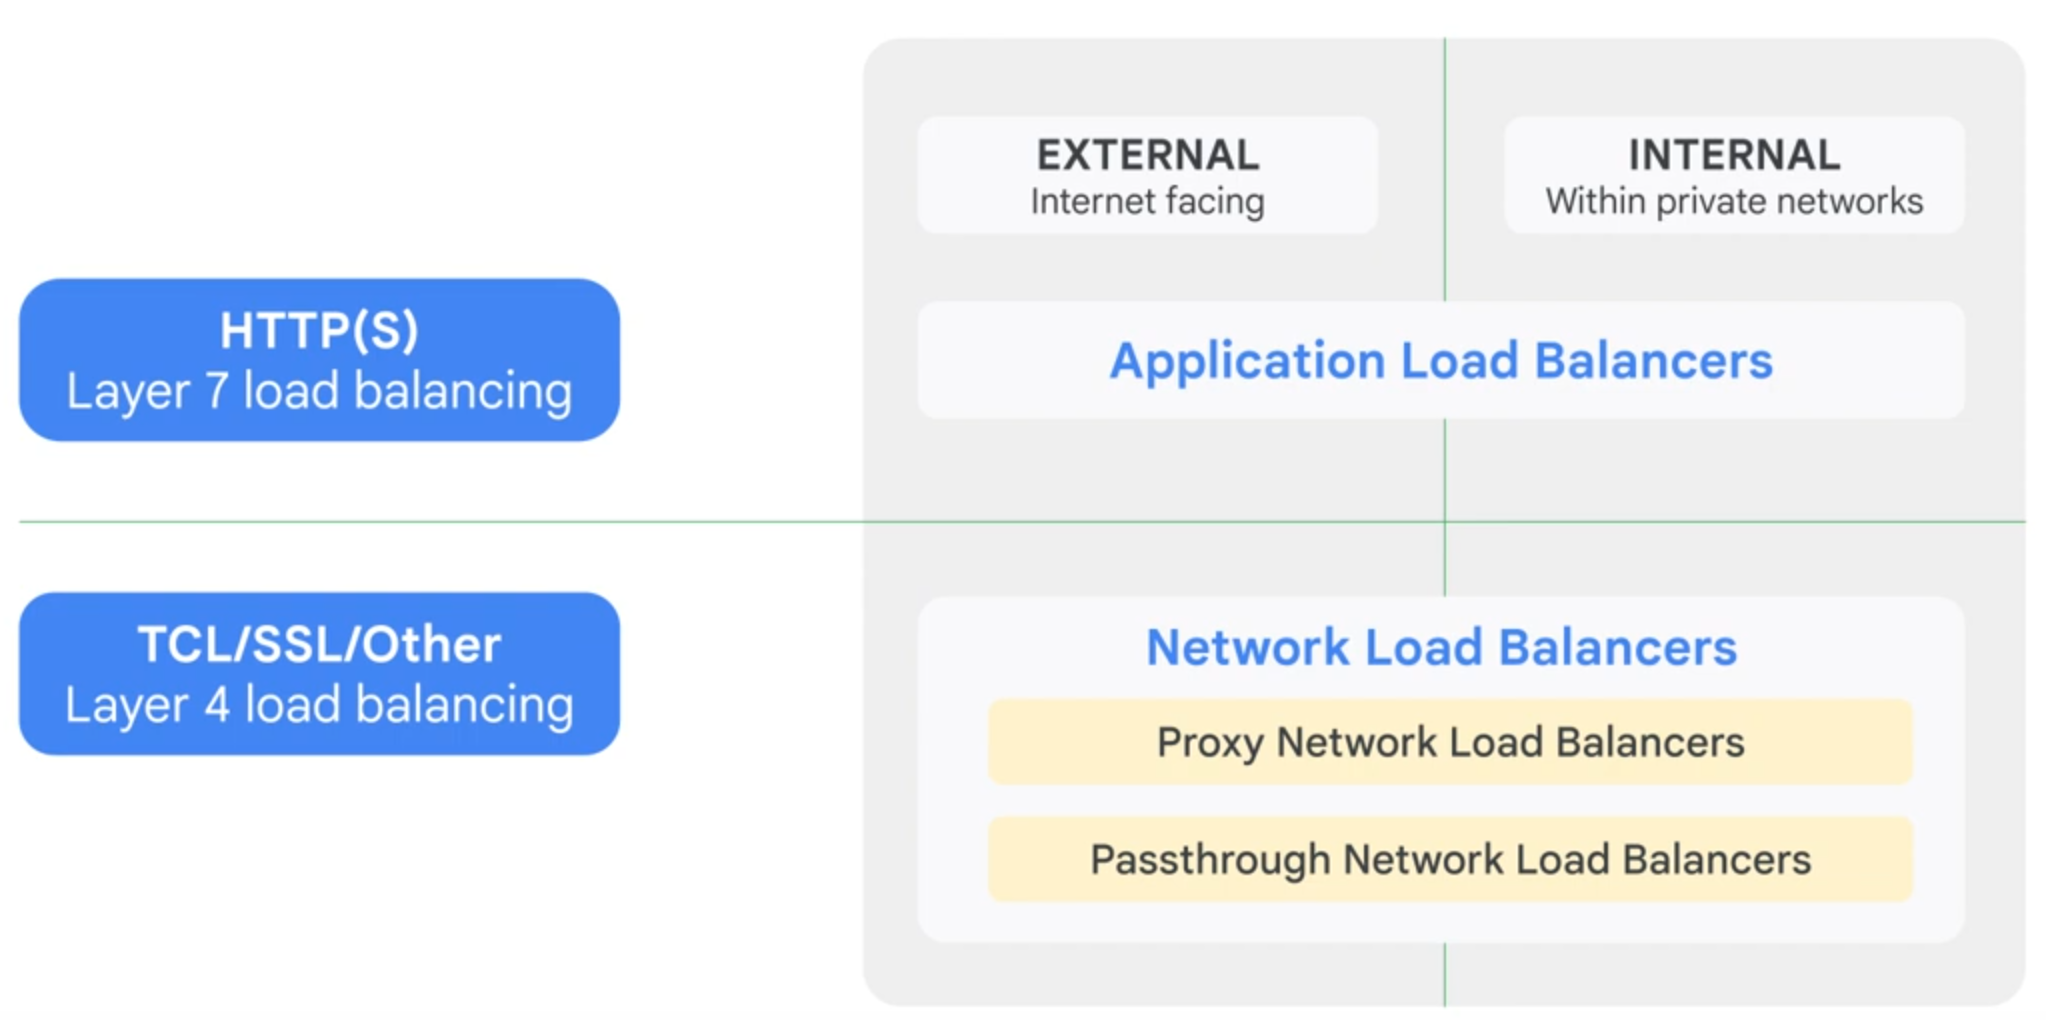 EXTERNAL
Internet facing
INTERNAL
Within private networks
HTTP(S)
Layer 7 load balancing
Application Load Balancers
TCL/SSL/Other
Layer 4 load balancing
Network Load Balancers
Proxy Network Load Balancers
Passthrough Network Load Balancers